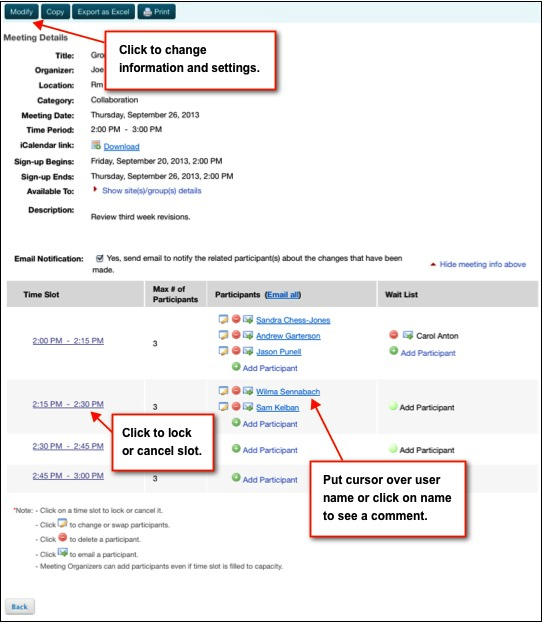 Modify Copy Export as Excel Print
Meeting Details
Click to change
information and settings.
Title: Gro
Organizer: Joe
Location: Rm
Category: Collaboration
Meeting Date: Thursday, September 26, 2013
Time Period: 2:00 PM - 3:00 PM
iCalendar link: Download
Sign-up Begins: Friday, September 20, 2013, 2:00 PM
Sign-up Ends: Thursday, September 26, 2013, 2:00 PM
Available To: Show site(s)/group(s) details
Description: Review third week revisions.
Email Notification: Yes, send email to notify the related participant(s) about the changes that have been
made.
Hide meeting info above
Time Slot Max # of Participants Participants (Email all) Wait List
2:00 PM - 2:15 PM 3
Sandra Chess-Jones
Andrew Garterson
Jason Punell
Add Participant
Carol Anton
Add Participant
2:15 PM - 2:30 PM 3
Wilma Sennabach
Sam Kelban
Add Participant
Add Participant
Click to lock
or cancel slot.
2:30 PM - 2:45 PM
Add Participant
Add Participant
2:45 PM - 3:00 PM 3
Add Participant
Put cursor over user
name or click on name
to see a comment.
*Note: - Click on a time slot to lock or cancel it.
- Click to change or swap participants.
- Click to delete a participant.
- Click to email a participant.
- Meeting Organizers can add participants even if time slot is filled to capacity.
Back